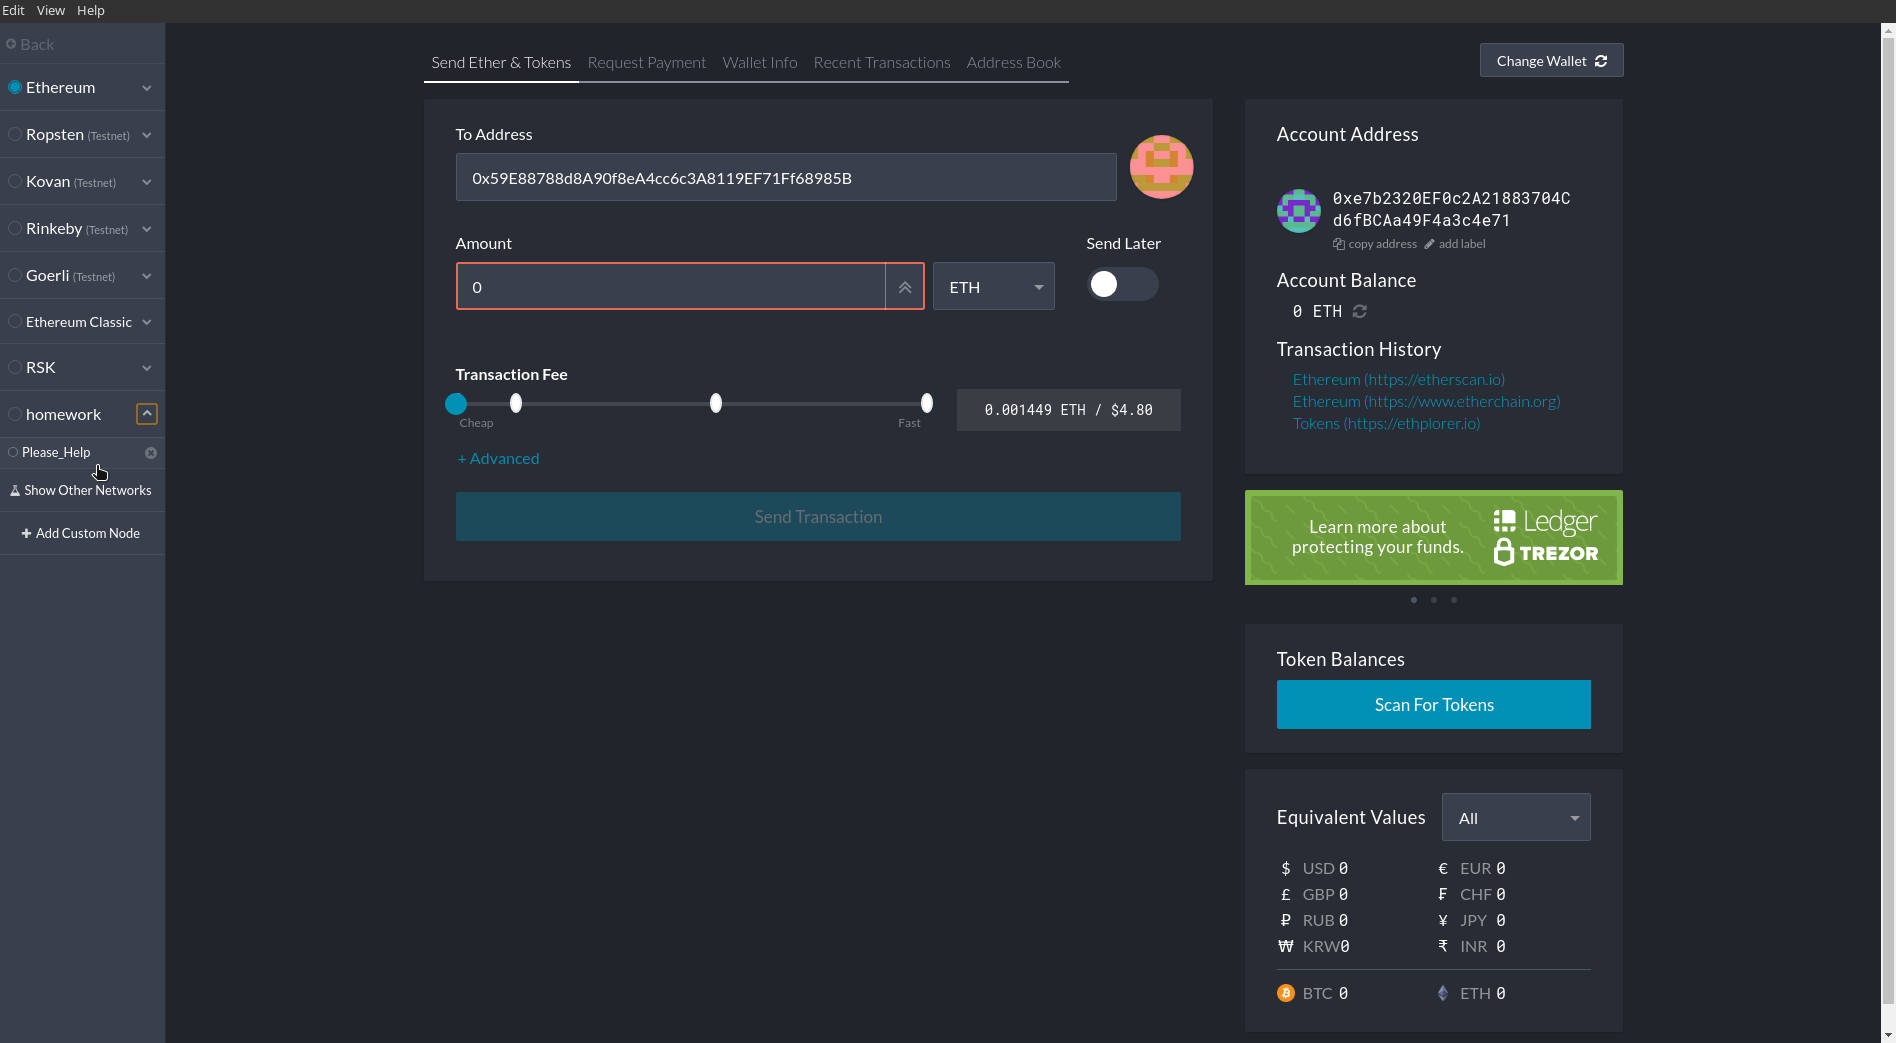 Edit View Help
Back
Ethereum
Ropsten (Testnet)
Kovan (Testnet)
Rinkeby (Testnet)
Goerli (Testnet)
Ethereum Classic
RSK
homework
Please_Help
Show Other Networks
+ Add Custom Node
Send Ether & Tokens Request Payment Wallet Info Recent Transactions Address Book
Change Wallet
To Address
0x59E88788d8A90f8eA4cc6c3A8119EF71Ff68985B
Amount
Send Later
0
ETH
Transaction Fee
Cheap
Fast
0.001449 ETH / $4.80
+ Advanced
Send Transaction
Account Address
0xe7b2320EF0c2A21883704C
d6fBCAa49F4a3c4e71
copy address add label
Account Balance
0 ETH
Transaction History
Ethereum (https://etherscan.io)
Ethereum (https://www.etherchain.org)
Tokens (https://ethplorer.io)
Learn more about
protecting your funds.
Ledger
TREZOR
Token Balances
Scan For Tokens
Equivalent Values
All
$ USD 0 € EUR 0
£ GBP 0 ₣ CHF 0
₽ RUB 0 ¥ JPY 0
₩ KRW 0 ₹ INR 0
BTC 0 ETH 0